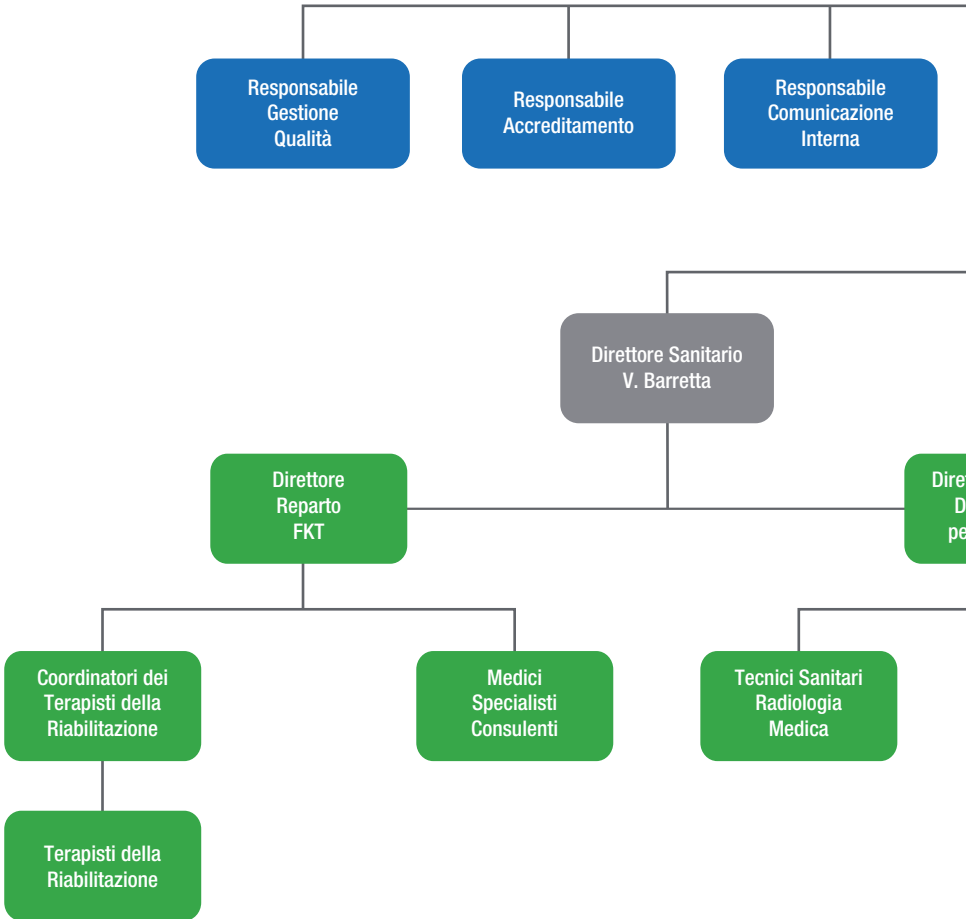 Responsabile
Gestione
Qualità
Responsabile
Accreditamento
Responsabile
Comunicazione
Interna
Direttore Sanitario
V. Barretta
Direttore
Reparto
FKT
Coordinatori dei
Terapisti della
Riabilitazione
Medici
Specialisti
Consulenti
Tecnici Sanitari
Radiologia
Medica
Terapisti della
Riabilitazione